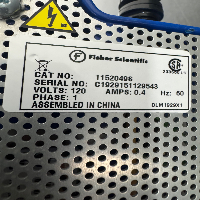 Fisher Scientific
CAT NO: 11520498
SERIAL NO: C1929151129543
VOLTS: 120 AMPS: 0.4 Hz: 60
PHASE: 1
ASSEMBLED IN CHINA